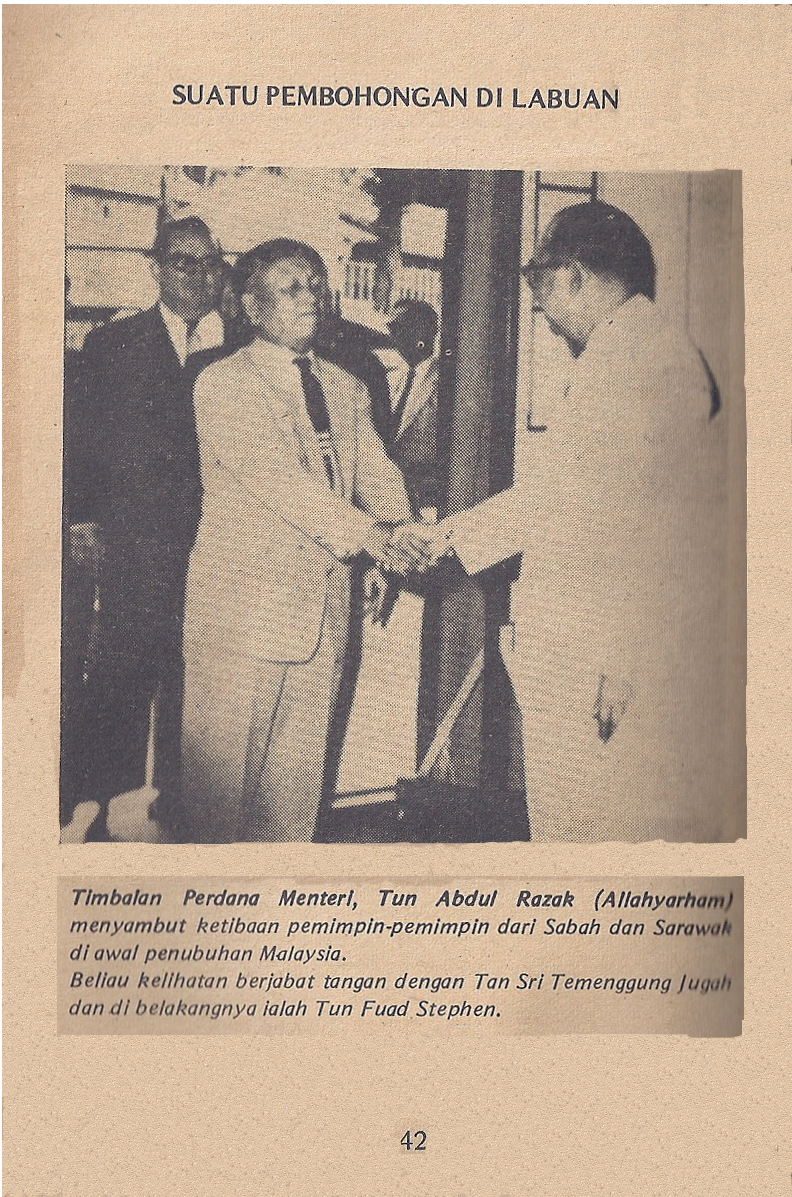 SUATU PEMBOHONGAN DI LABUAN
Timbalan Perdana Menteri, Tun Abdul Razak (Allahyarham)
menyambut ketibaan pemimpin-pemimpin dari Sabah dan Sarawak
di awal penubuhan Malaysia.
Beliau kelihatan berjabat tangan dengan Tan Sri Temenggung Jugah
dan di belakangnya ialah Tun Fuad Stephen.
42